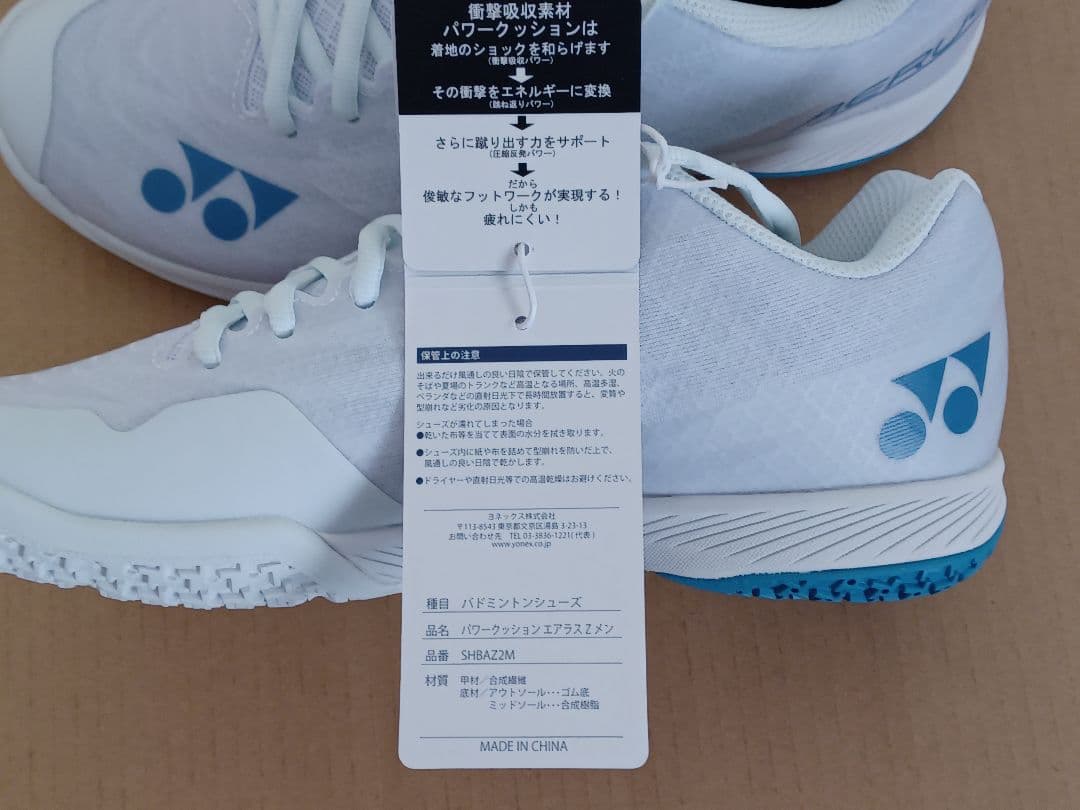 衝撃吸収素材
パワークッションは
着地のショックを和らげます
(衝撃吸収パワー)
その衝撃をエネルギーに変換
(跳ね返りパワー)
さらに蹴り出す力をサポート
(圧縮反発パワー)
だから
俊敏なフットワークが実現する!
しかも
疲れにくい!
保管上の注意
出来るだけ風通しの良い日陰で保管してください。火の
そばや夏場のトランクなど高温となる場所、高温多湿、
ベランダなどの直射日光下で長時間放置すると、変質や
型崩れなど劣化の原因となります。
シューズが濡れてしまった場合
●乾いた布等を当てて表面の水分を拭き取ります。
●シューズ内に紙や布を詰めて型崩れを防いだ上で、
風通しの良い日陰で乾かします。
●ドライヤーや直射日光等での高温乾燥はお避けください。
ヨネックス株式会社
〒113-8543 東京都文京区湯島 3-23-13
お問い合わせ先 TEL 03-3836-1221(代表)
www.yonex.co.jp
種目 バドミントンシューズ
品名 パワークッション エアラス Z メン
品番 SHBAZ2M
材質 甲材/合成繊維
底材/アウトソール･･･ゴム底
ミッドソール･･･合成樹脂
MADE IN CHINA